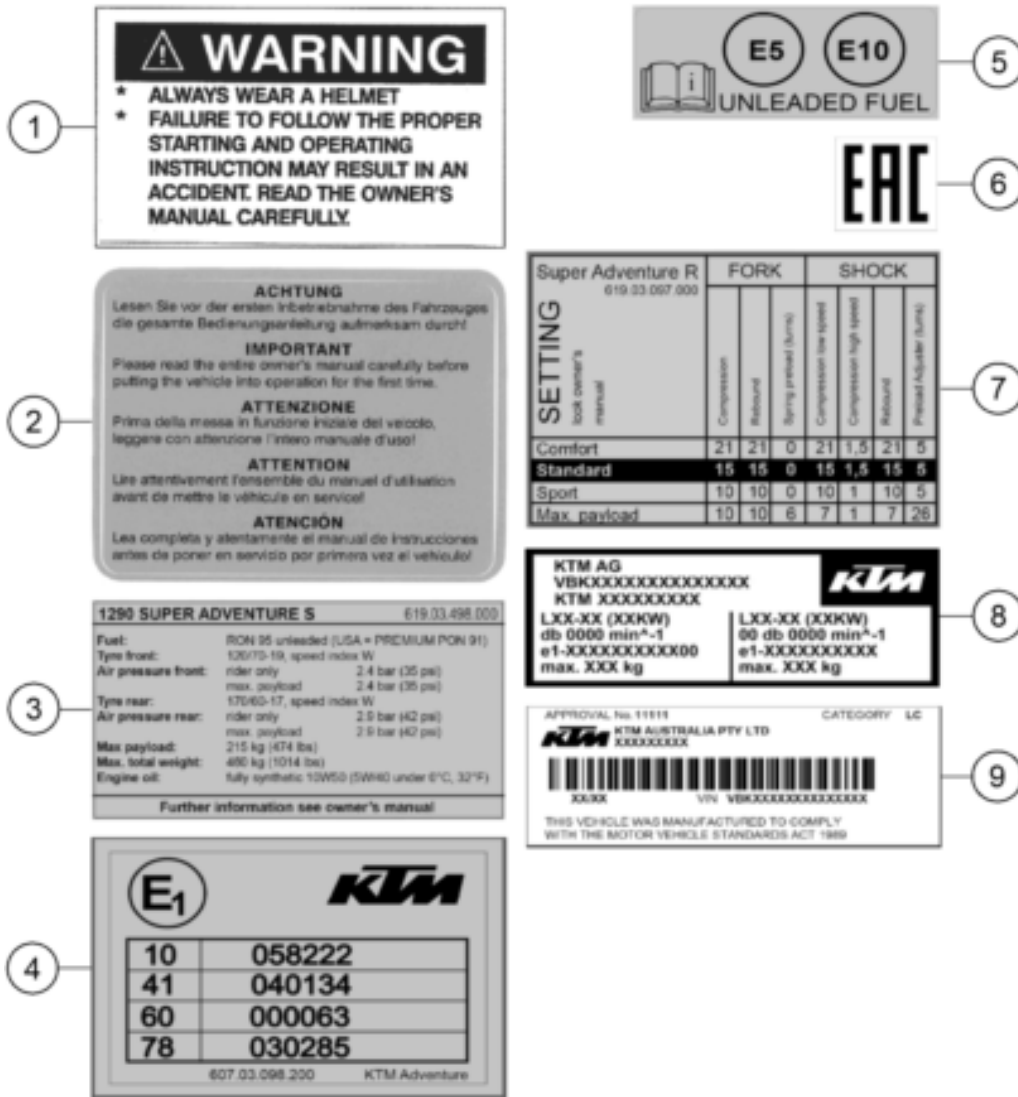 WARNING
* ALWAYS WEAR A HELMET
* FAILURE TO FOLLOW THE PROPER
STARTING AND OPERATING
INSTRUCTION MAY RESULT IN AN
ACCIDENT. READ THE OWNER'S
MANUAL CAREFULLY.
1
ACHTUNG
Lesen Sie vor der ersten Inbetriebnahme des Fahrzeuges
die gesamte Bedienungsanleitung aufmerksam durch!
IMPORTANT
Please read the entire owner's manual carefully before
putting the vehicle into operation for the first time.
ATTENZIONE
Prima della messa in funzione iniziale del veicolo,
leggere con attenzione l'intero manuale d'uso!
ATTENTION
Lire attentivement l'ensemble du manuel d'utilisation
avant de mettre le véhicule en service!
ATENCIÓN
Lea completa y atentamente el manual de instrucciones
antes de poner en servicio por primera vez el vehículo!
2
1290 SUPER ADVENTURE S 619.03.498.000
Fuel: RON 95 unleaded (USA = PREMIUM PON 91)
Tyre front: 120/70-19, speed index W
Air pressure front: rider only 2.4 bar (35 psi)
max. payload 2.4 bar (35 psi)
Tyre rear: 170/60-17, speed index W
Air pressure rear: rider only 2.9 bar (42 psi)
max. payload 2.9 bar (42 psi)
Max payload: 215 kg (474 lbs)
Max. total weight: 460 kg (1014 lbs)
Engine oil: fully synthetic 10W50 (5W40 under 0°C, 32°F)
Further information see owner's manual
3
E1 KTM
10 058222
41 040134
60 000063
78 030285
607.03.098.200 KTM Adventure
4
E5 E10
i
UNLEADED FUEL
5
EAC
6
Super Adventure R FORK SHOCK
619.03.097.000
SETTING
look owner's
manual
Compression
Rebound
Spring preload (turns)
Compression low speed
Compression high speed
Rebound
Preload Adjuster (turns)
Comfort 21 21 0 21 1,5 21 5
Standard 15 15 0 15 1,5 15 5
Sport 10 10 0 10 1 10 5
Max. payload 10 10 6 7 1 7 26
7
KTM AG
VBKXXXXXXXXXXXXXX
KTM XXXXXXXXX
KTM
LXX-XX (XXKW)
db 0000 min^-1
e1-XXXXXXXXXX00
max. XXX kg
LXX-XX (XXKW)
00 db 0000 min^-1
e1-XXXXXXXXXX
max. XXX kg
8
APPROVAL No. 11111 CATEGORY LC
KTM KTM AUSTRALIA PTY LTD
XXXXXXXXX
XX/XX VIN VBKXXXXXXXXXXXXXX
THIS VEHICLE WAS MANUFACTURED TO COMPLY
WITH THE MOTOR VEHICLE STANDARDS ACT 1989
9